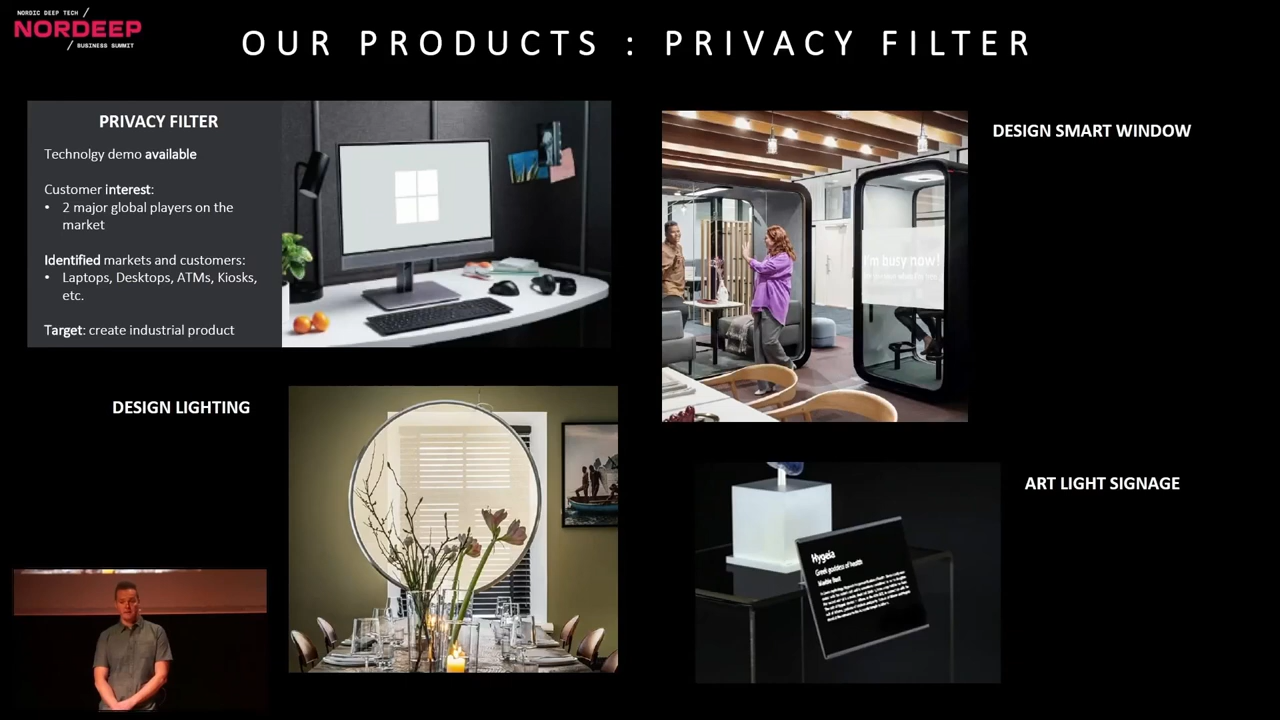 NORDIC DEEP TECH /
NORDEEP
/ BUSINESS SUMMIT
OUR PRODUCTS : PRIVACY FILTER
PRIVACY FILTER
Technolgy demo available
Customer interest:
• 2 major global players on the
market
Identified markets and customers:
• Laptops, Desktops, ATMs, Kiosks,
etc.
Target: create industrial product
DESIGN SMART WINDOW
I'm busy now!
DESIGN LIGHTING
ART LIGHT SIGNAGE
Hygeia
Greek goddess of health
Marble Bust